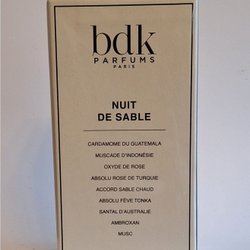 bdk
PARFUMS
PARIS
NUIT
DE SABLE
CARDAMOME DU GUATEMALA
MUSCADE D'INDONÉSIE
OXYDE DE ROSE
ABSOLU ROSE DE TURQUIE
ACCORD SABLE CHAUD
ABSOLU FÈVE TONKA
SANTAL D'AUSTRALIE
AMBROXAN
MUSC